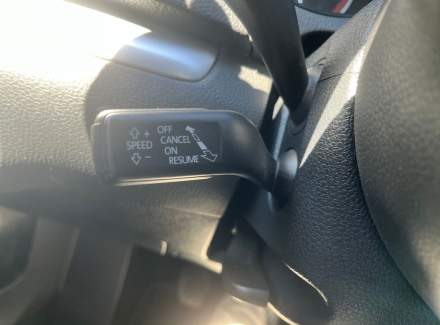 + OFF
SPEED CANCEL
ON
- RESUME